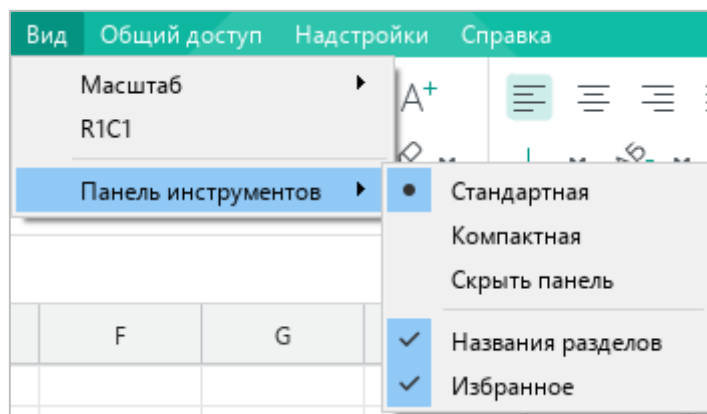 Вид Общий доступ Надстройки Справка
Масштаб
R1C1
Панель инструментов
Стандартная
Компактная
Скрыть панель
Названия разделов
Избранное
F G